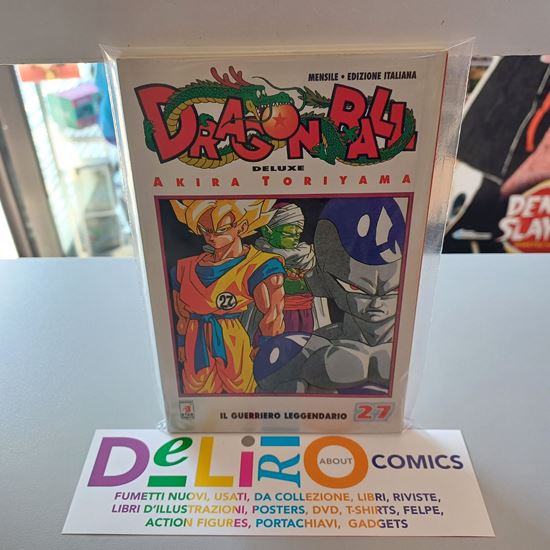 MENSILE • EDIZIONE ITALIANA
DRAGON BALL
DELUXE
AKIRA TORIYAMA
27
IL GUERRIERO LEGGENDARIO 27
DeLiRiO ABOUT COMICS
FUMETTI NUOVI, USATI, DA COLLEZIONE, LIBRI, RIVISTE,
LIBRI D'ILLUSTRAZIONI, POSTERS, DVD, T-SHIRTS, FELPE,
ACTION FIGURES, PORTACHIAVI, GADGETS